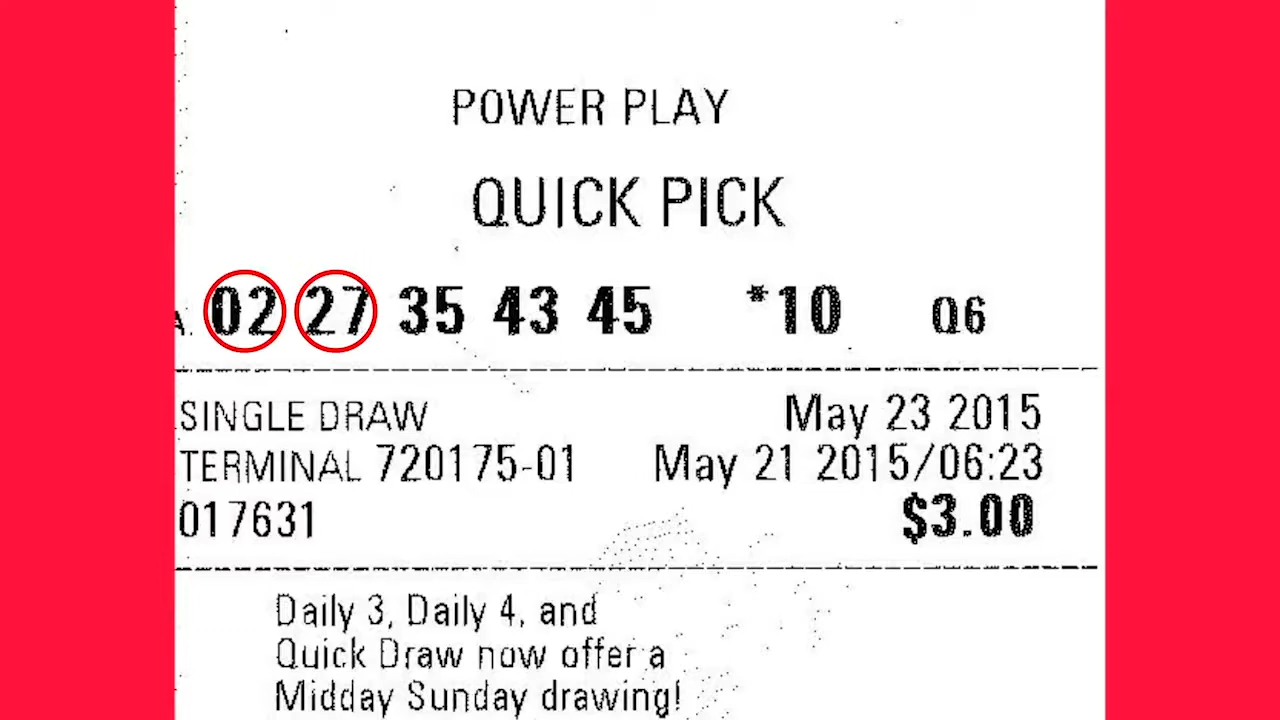 POWER PLAY
QUICK PICK
A. 02 27 35 43 45 *10 Q6
SINGLE DRAW May 23 2015
TERMINAL 720175-01 May 21 2015/06:23
017631 $3.00
Daily 3, Daily 4, and
Quick Draw now offer a
Midday Sunday drawing!